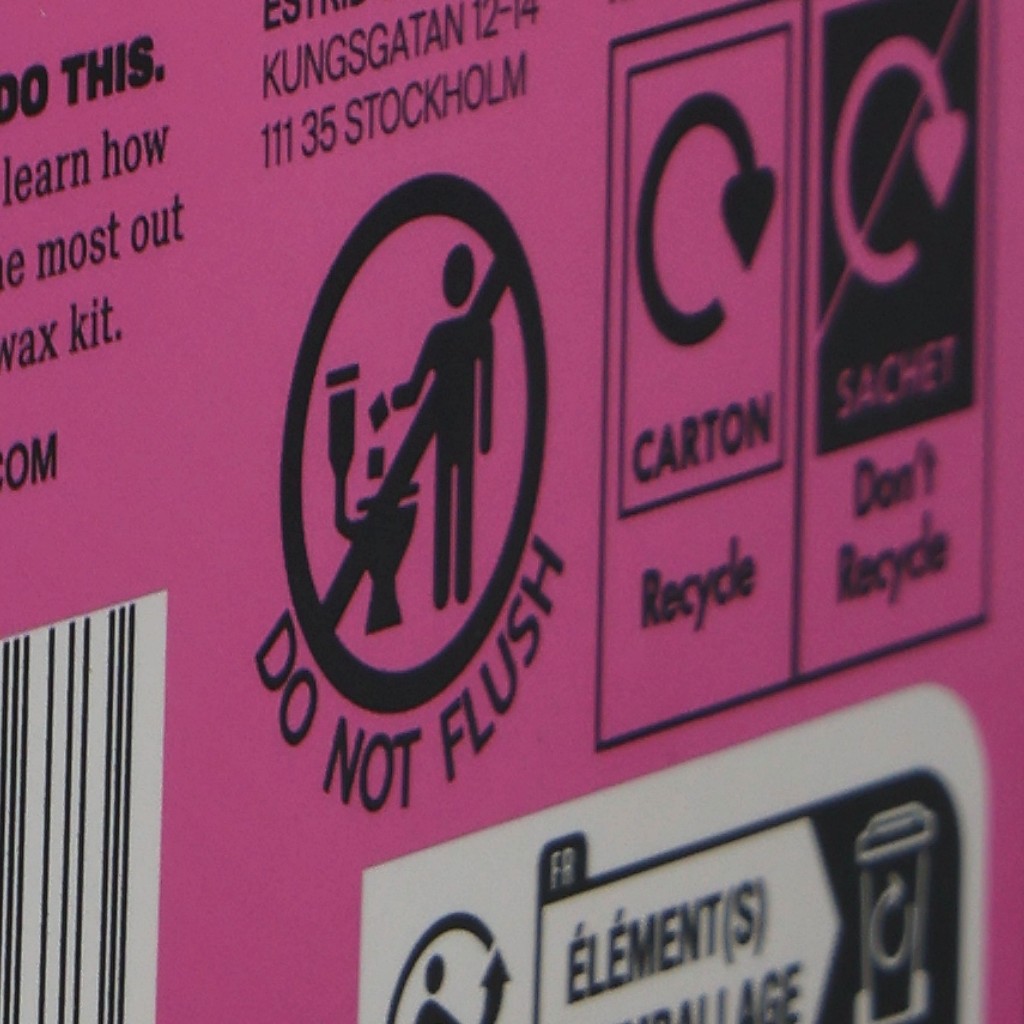 DO THIS.
learn how
most out
wax kit.
COM
KUNGSGATAN 12-14
111 35 STOCKHOLM
DO NOT FLUSH
CARTON
Recycle
SACHET
Don't
Recycle
FR
ÉLÉMENT(S)